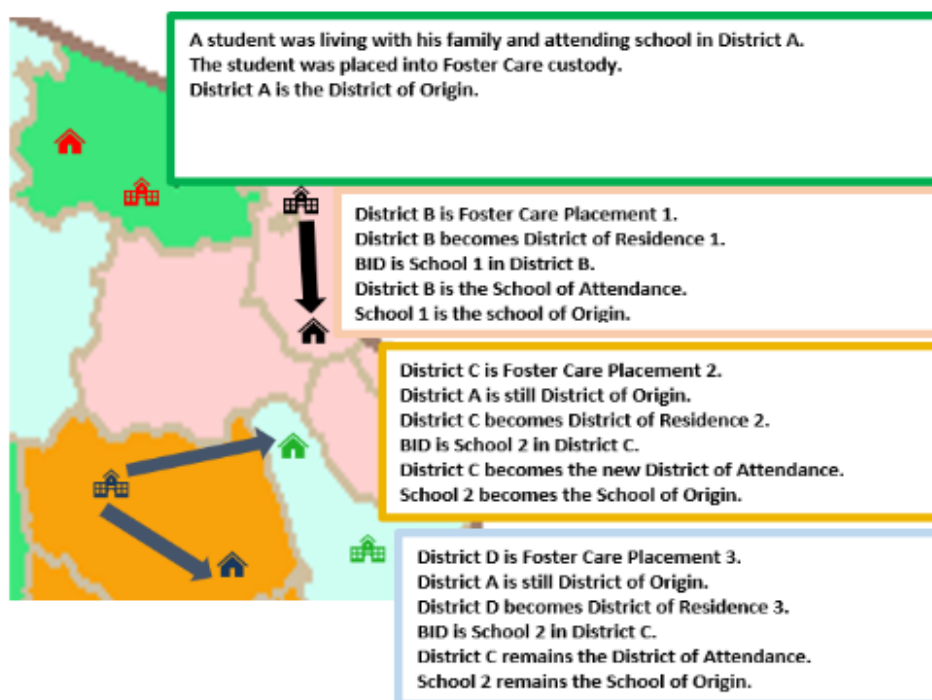 A student was living with his family and attending school in District A.
The student was placed into Foster Care custody.
District A is the District of Origin.
District B is Foster Care Placement 1.
District B becomes District of Residence 1.
BID is School 1 in District B.
District B is the School of Attendance.
School 1 is the school of Origin.
District C is Foster Care Placement 2.
District A is still District of Origin.
District C becomes District of Residence 2.
BID is School 2 in District C.
District C becomes the new District of Attendance.
School 2 becomes the School of Origin.
District D is Foster Care Placement 3.
District A is still District of Origin.
District D becomes District of Residence 3.
BID is School 2 in District C.
District C remains the District of Attendance.
School 2 remains the School of Origin.